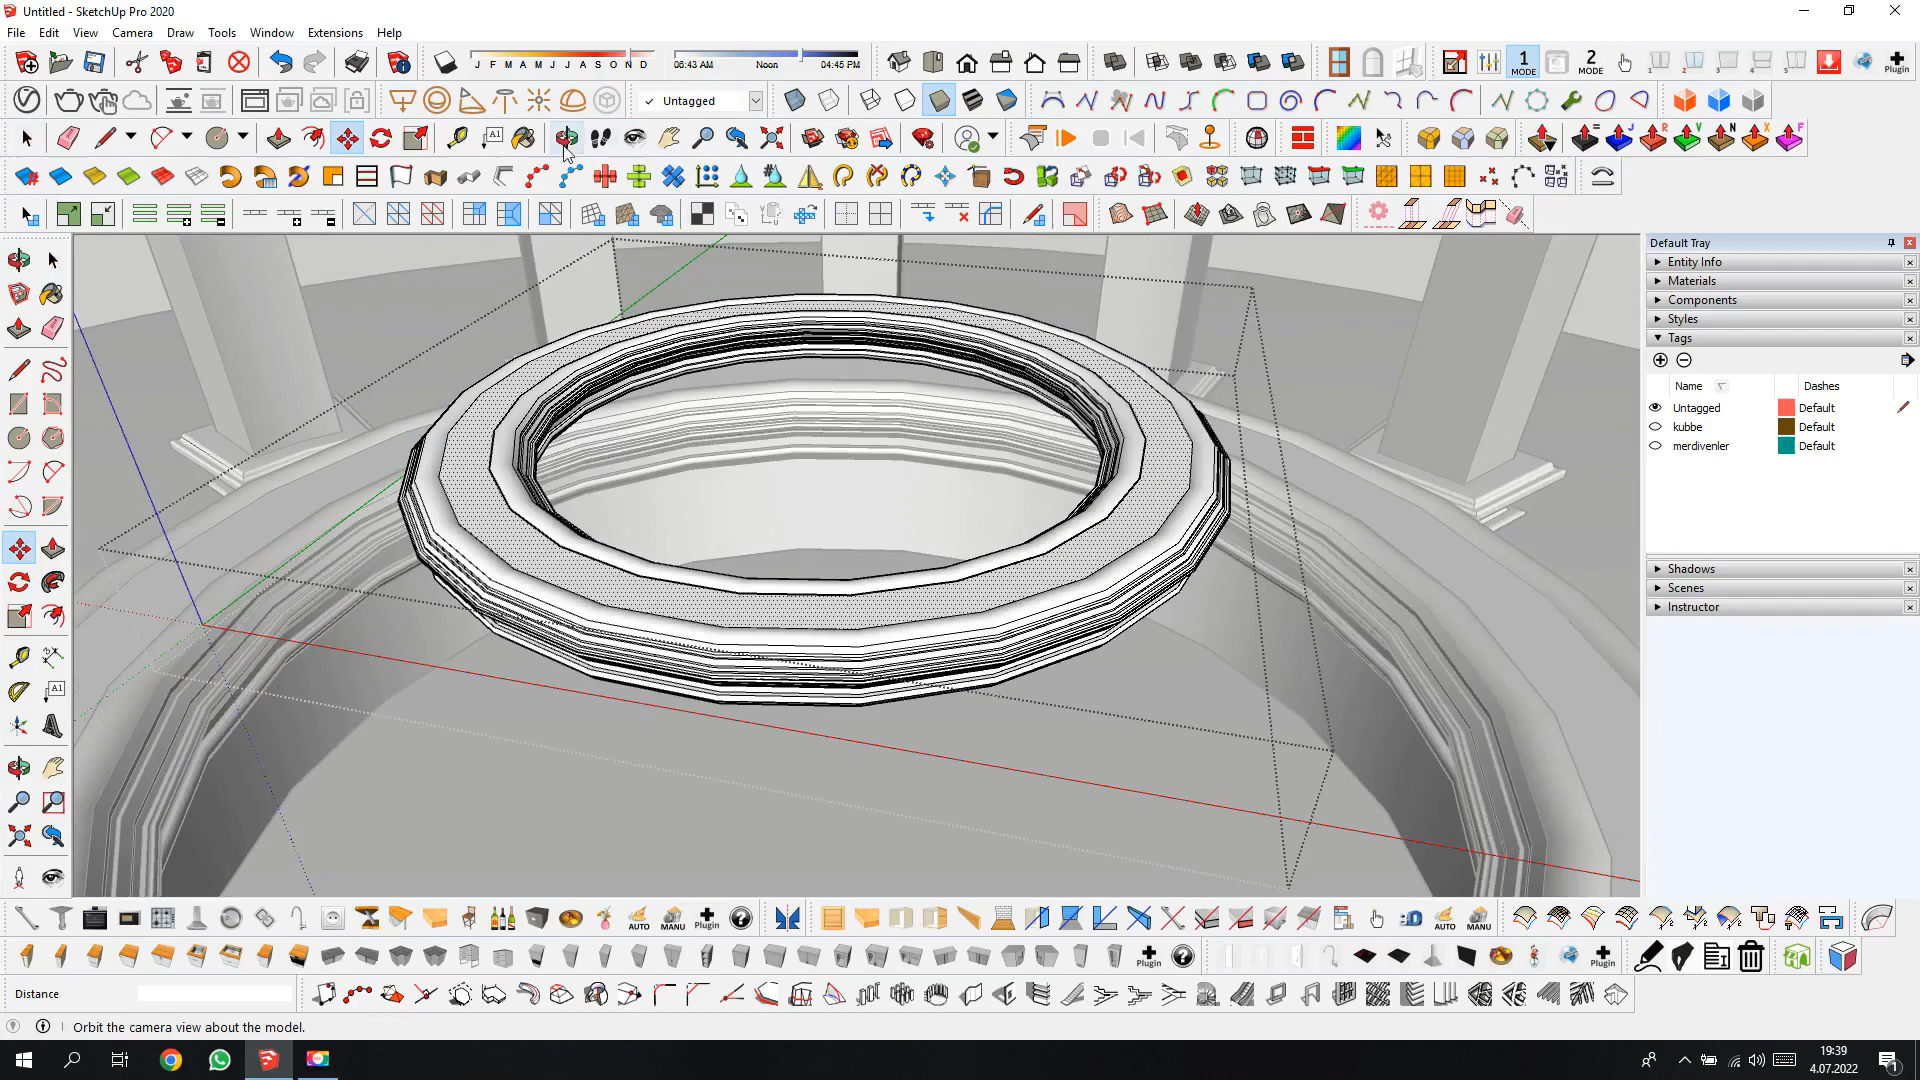 Untitled - SketchUp Pro 2020
File Edit View Camera Draw Tools Window Extensions Help
J F M A M J J A S O N D
06:43 AM Noon 04:45 PM
1 MODE
2 MODE
Plugin
Untagged
A1
Default Tray
Entity Info
Materials
Components
Styles
Tags
Name Dashes
Untagged Default
kubbe Default
merdivenler Default
Shadows
Scenes
Instructor
A1
AUTO MANU Plugin
AUTO MANU
Plugin
Plugin
Distance
Orbit the camera view about the model.
19:39
4.07.2022
1